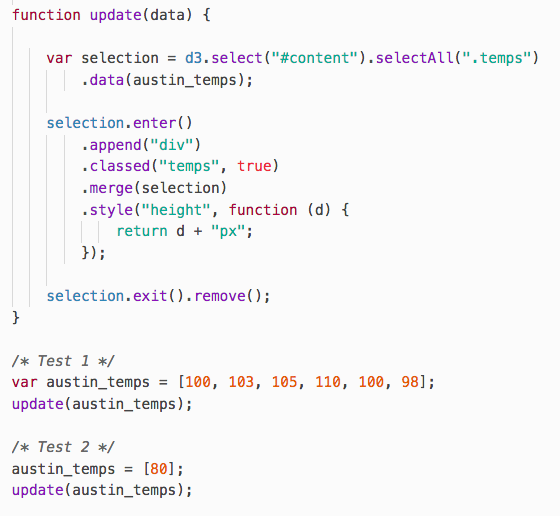 function update(data) {
var selection = d3.select("#content").selectAll(".temps")
.data(austin_temps);
selection.enter()
.append("div")
.classed("temps", true)
.merge(selection)
.style("height", function (d) {
return d + "px";
});
selection.exit().remove();
}
/* Test 1 */
var austin_temps = [100, 103, 105, 110, 100, 98];
update(austin_temps);
/* Test 2 */
austin_temps = [80];
update(austin_temps);